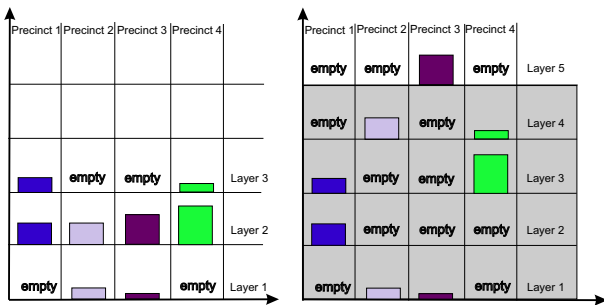 Precinct 1 Precinct 2 Precinct 3 Precinct 4
empty empty Layer 3
Layer 2
empty empty Layer 1
Precinct 1 Precinct 2 Precinct 3 Precinct 4
empty empty empty Layer 5
empty empty Layer 4
empty empty Layer 3
empty empty empty Layer 2
empty empty Layer 1